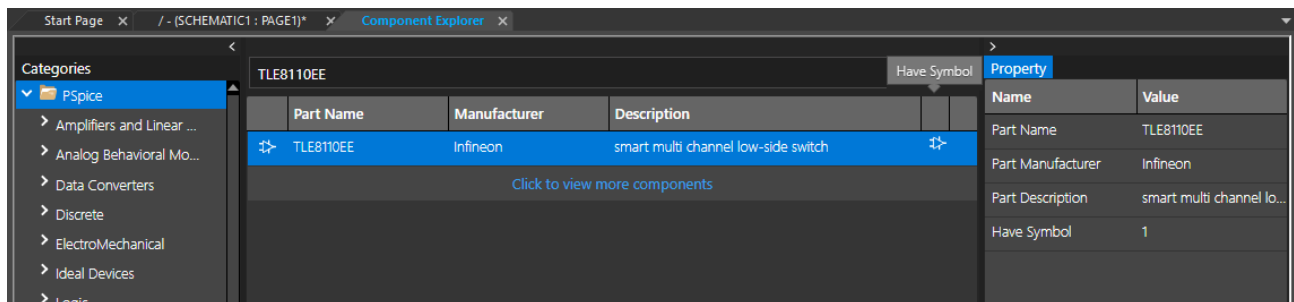 Start Page X / - (SCHEMATIC1 : PAGE1)* X Component Explorer X
Categories
PSpice
Amplifiers and Linear ...
Analog Behavioral Mo...
Data Converters
Discrete
ElectroMechanical
Ideal Devices
Logic
TLE8110EE
Have Symbol
Part Name Manufacturer Description
TLE8110EE Infineon smart multi channel low-side switch
Click to view more components
Property
Name Value
Part Name TLE8110EE
Part Manufacturer Infineon
Part Description smart multi channel lo...
Have Symbol 1